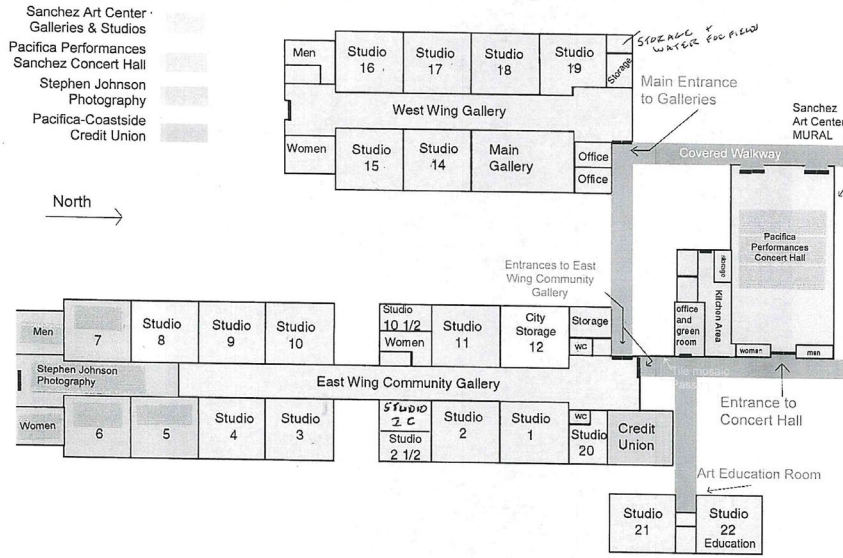 Sanchez Art Center
Galleries & Studios
Pacifica Performances
Sanchez Concert Hall
Stephen Johnson
Photography
Pacifica-Coastside
Credit Union
North
Men
Studio
16
Studio
17
Studio
18
Studio
19
Storage
STORAGE +
WATER FOR FIELD
West Wing Gallery
Women
Studio
15
Studio
14
Main
Gallery
Office
Office
Main Entrance
to Galleries
Sanchez
Art Center
MURAL
Covered Walkway
Pacifica
Performances
Concert Hall
storage
Kitchen Area
office
and
green
room
women
men
Entrances to East
Wing Community
Gallery
Tile mosaic
Entrance to
Concert Hall
Men
7
Studio
8
Studio
9
Studio
10
Studio
10 1/2
Women
Studio
11
City
Storage
12
Storage
wc
Stephen Johnson
Photography
East Wing Community Gallery
Women
6
5
Studio
4
Studio
3
STUDIO
2 C
Studio
2 1/2
Studio
2
Studio
1
wc
Studio
20
Credit
Union
Art Education Room
Studio
21
Studio
22
Education